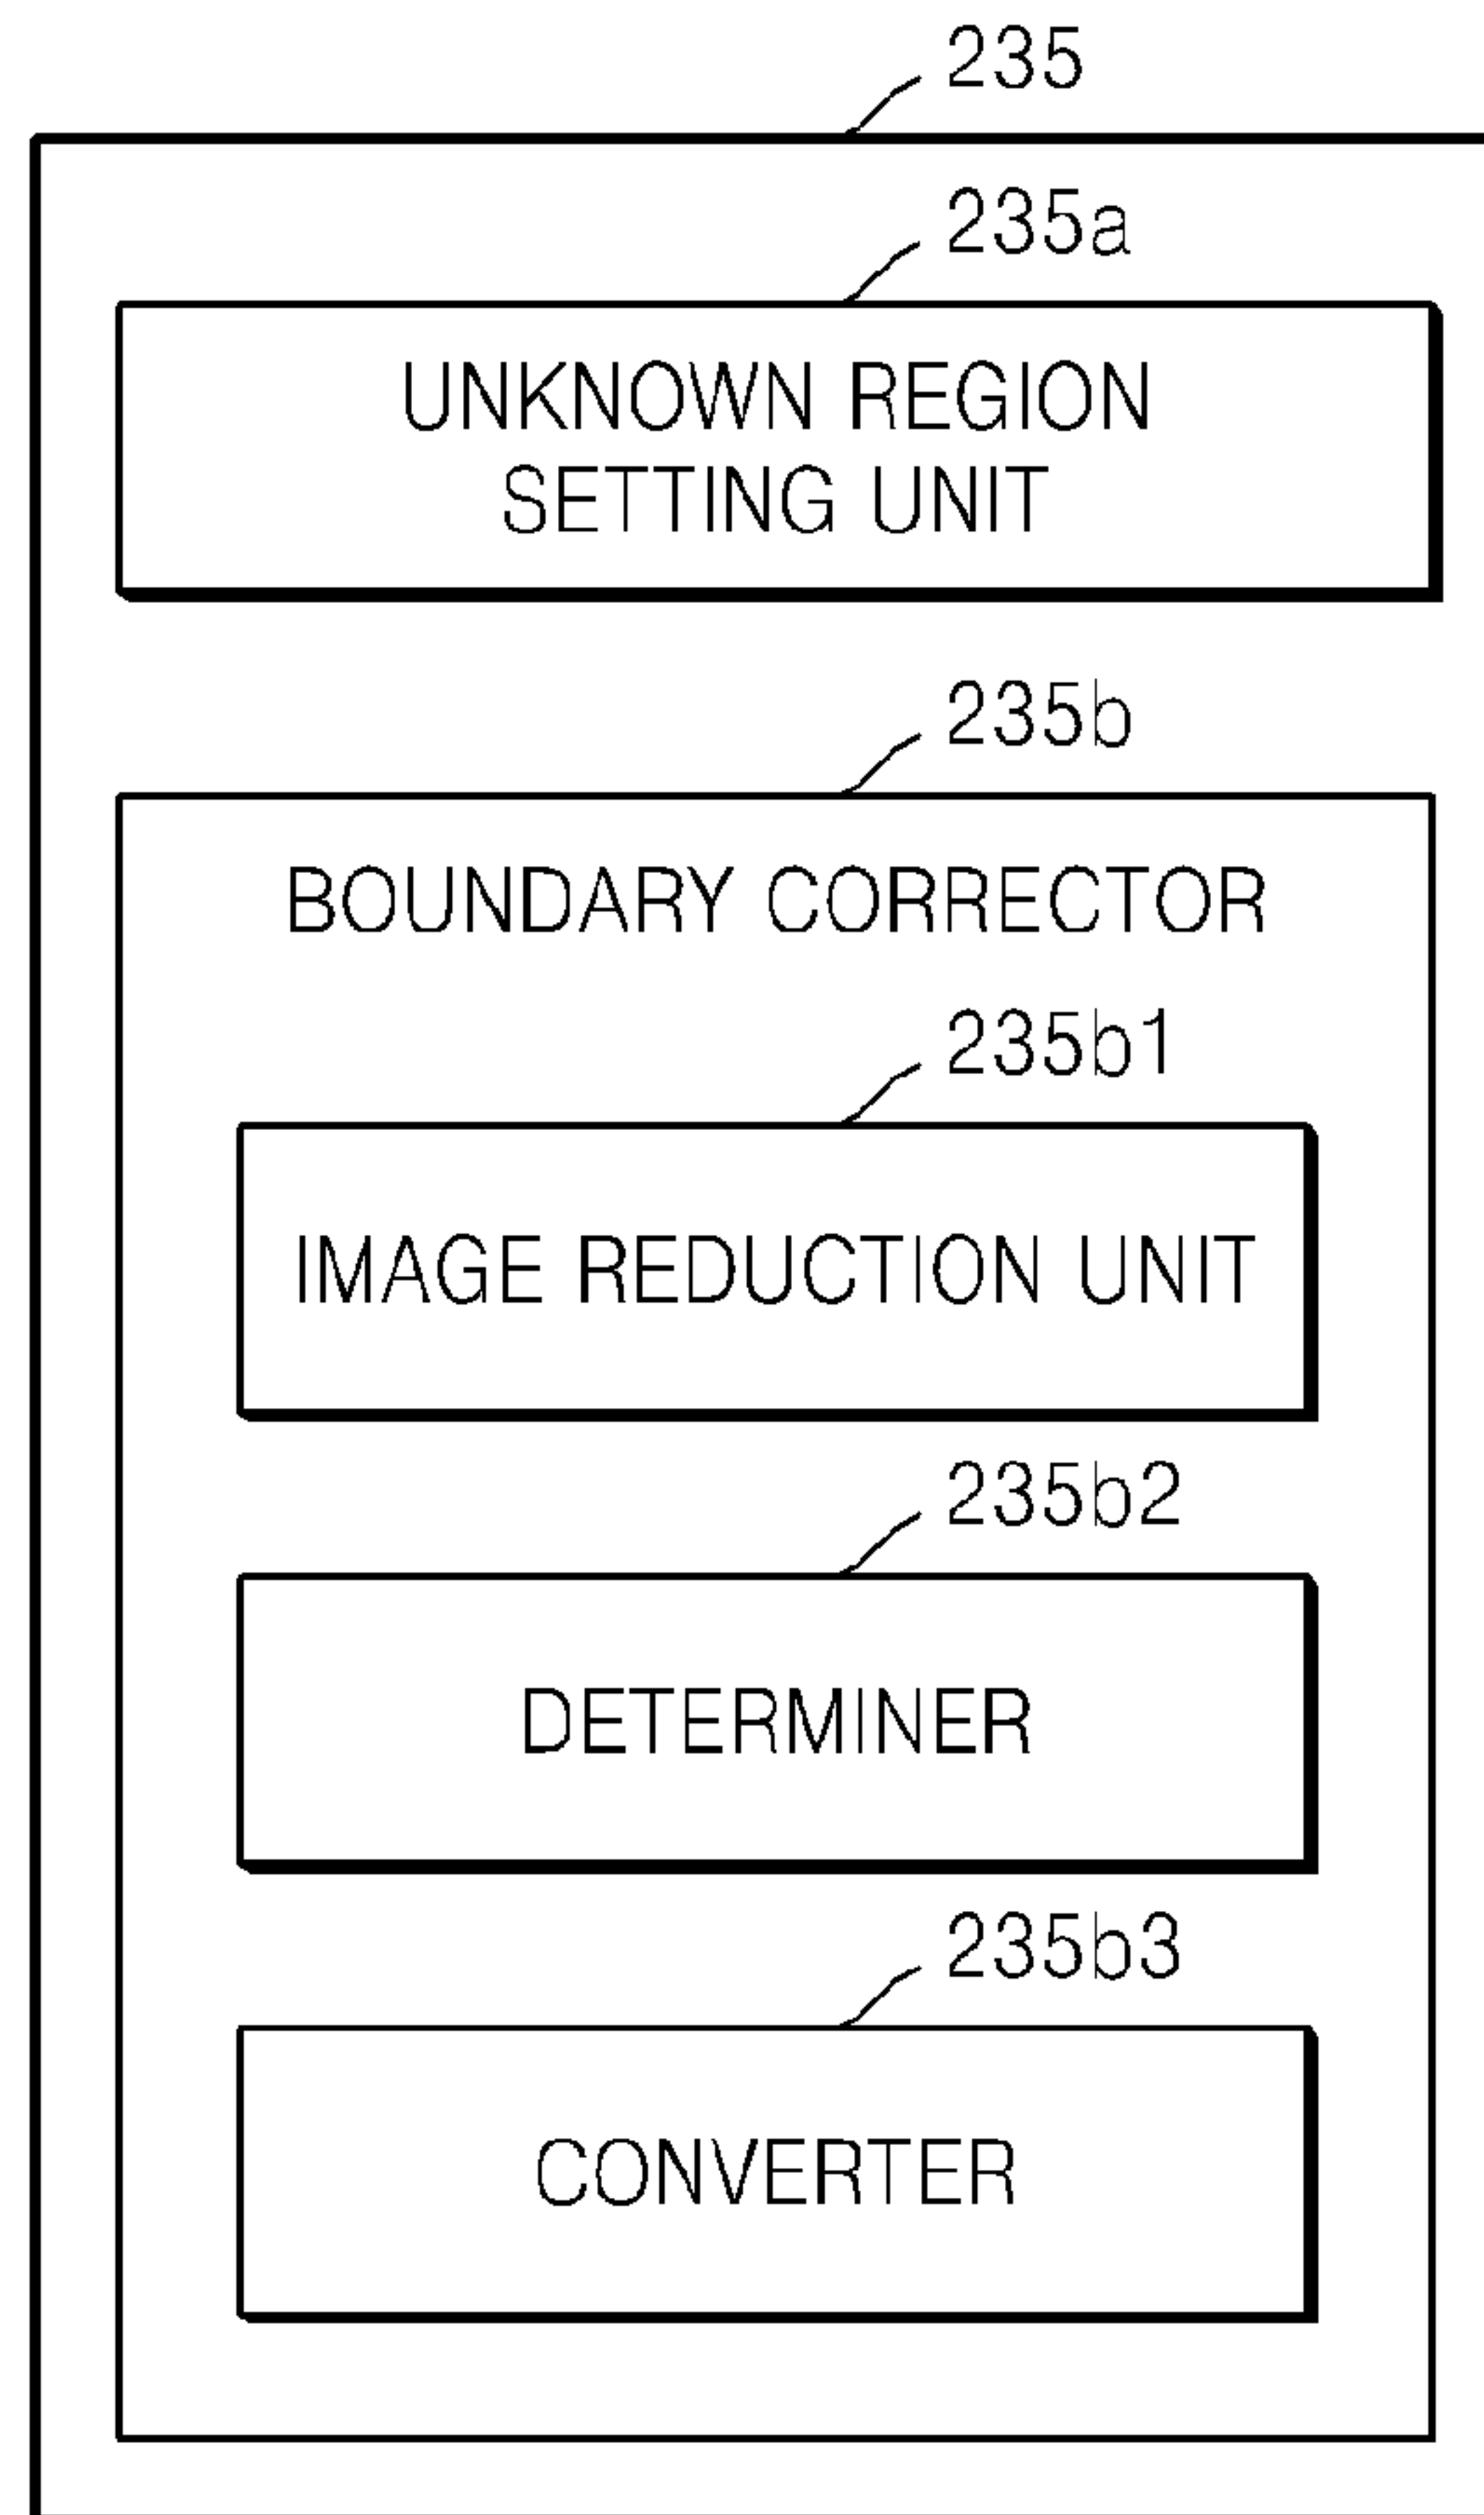 235
235a
UNKNOWN REGION
SETTING UNIT
235b
BOUNDARY CORRECTOR
235b1
IMAGE REDUCTION UNIT
235b2
DETERMINER
235b3
CONVERTER